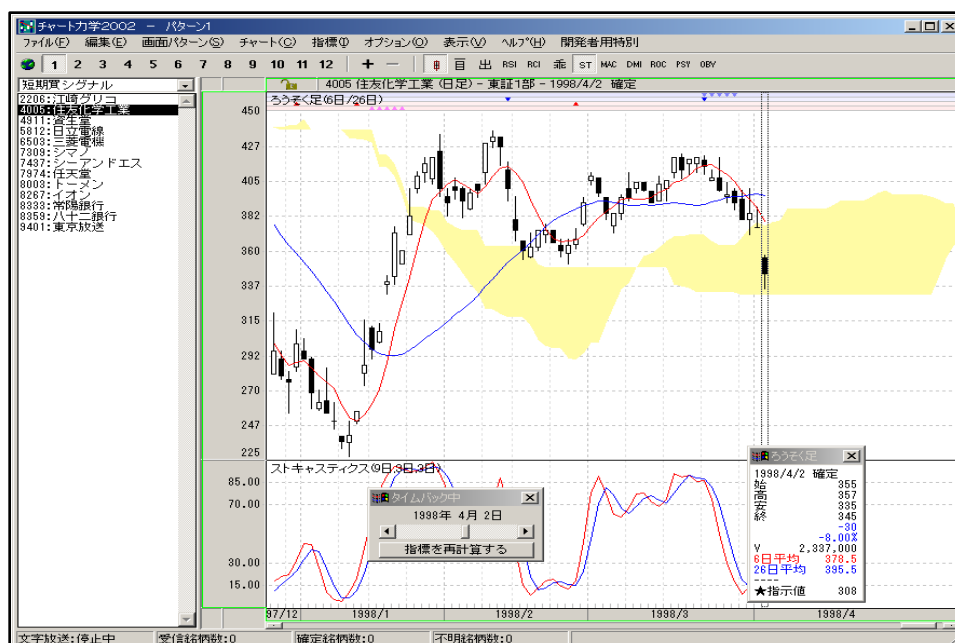 チャート力学2002 － パターン1
ファイル(F) 編集(E) 画面パターン(S) チャート(C) 指標(I) オプション(O) 表示(V) ヘルプ(H) 開発者用特別
1 2 3 4 5 6 7 8 9 10 11 12 + － 目 出 RSI RCI 乖 ST MAC DMI ROC PSY OBV
短期買シグナル
4005 住友化学工業 (日足) - 東証1部 - 1998/4/2 確定
2206:江崎グリコ
4005:住友化学工業
4911:資生堂
5812:日立電線
6503:三菱電機
7309:シマノ
7437:シーアンドエス
7974:任天堂
8003:トーメン
8267:イオン
8333:常陽銀行
8359:八十二銀行
9401:東京放送
ろうそく足(6日/26日)
450
427
405
382
360
337
315
292
270
247
225
ストキャスティクス(9日,3日,3日)
85.00
70.00
30.00
15.00
タイムバック中
1998年 4月 2日
指標を再計算する
ろうそく足
1998/4/2 確定
始 355
高 357
安 335
終 345
-30
-8.00%
V 2,337,000
6日平均 378.5
26日平均 395.5
----
★指示値 308
97/12 1998/1 1998/2 1998/3 1998/4
文字放送:停止中 受信銘柄数:0 確定銘柄数:0 不明銘柄数:0